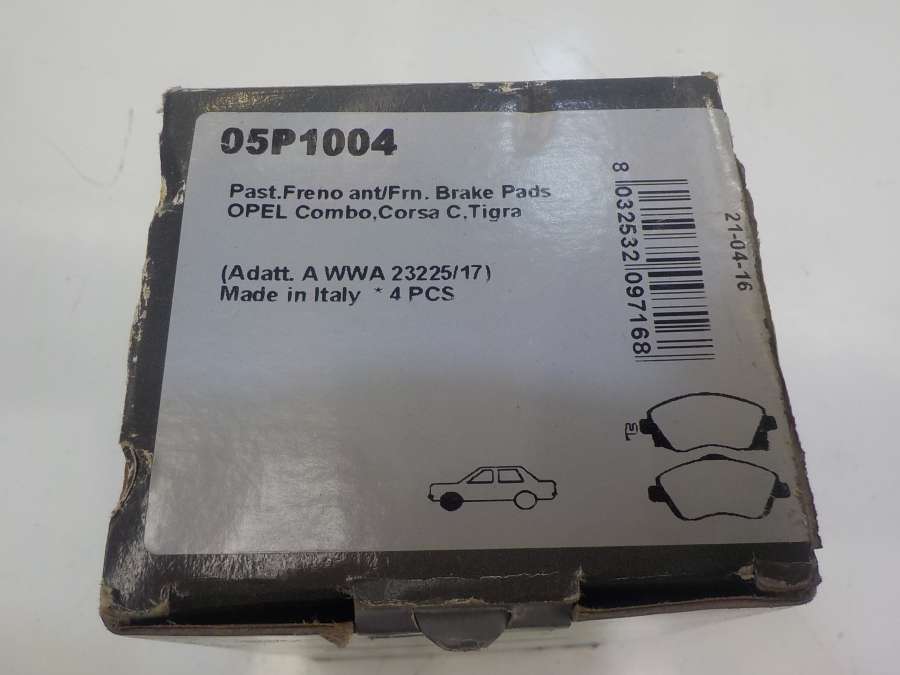 05P1004
Past.Freno ant/Frn. Brake Pads
OPEL Combo,Corsa C,Tigra
(Adatt. A WWA 23225/17)
Made in Italy * 4 PCS
8 032532 097168
21-04-16